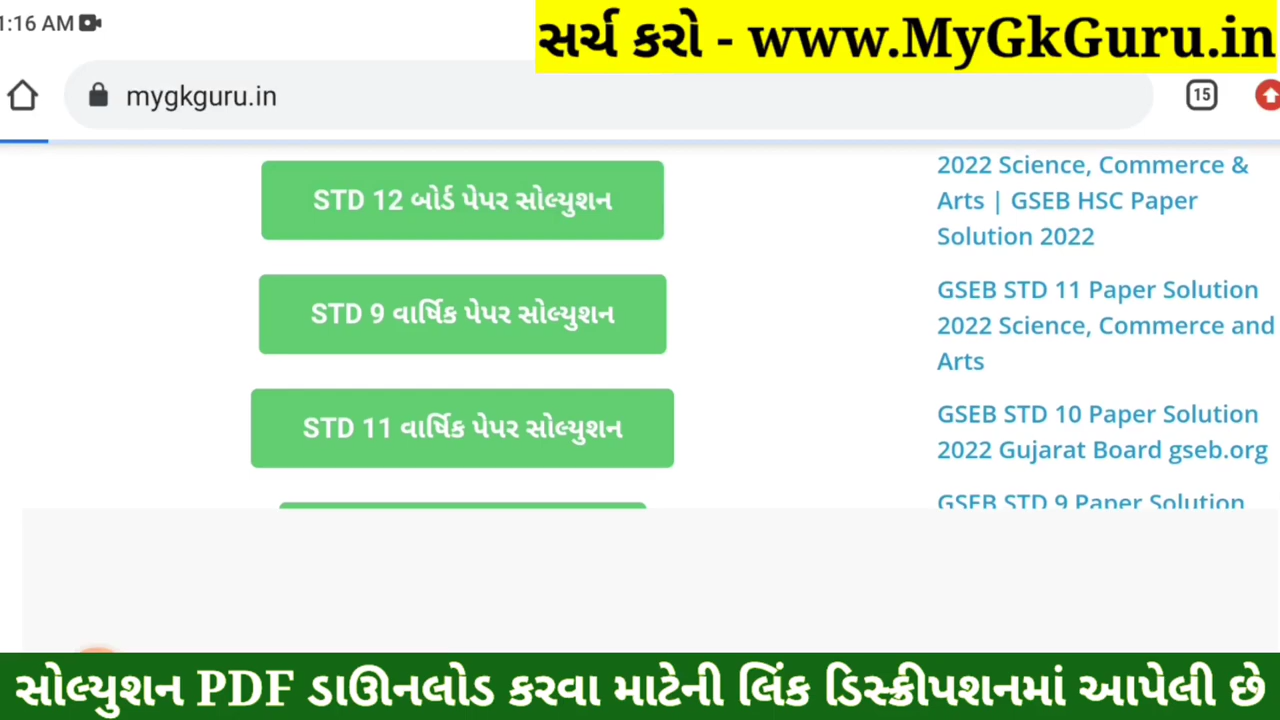 1:16 AM
સર્ચ કરો - www.MyGkGuru.in
mygkguru.in
15
STD 12 બોર્ડ પેપર સોલ્યુશન
STD 9 વાર્ષિક પેપર સોલ્યુશન
STD 11 વાર્ષિક પેપર સોલ્યુશન
2022 Science, Commerce &
Arts | GSEB HSC Paper
Solution 2022
GSEB STD 11 Paper Solution
2022 Science, Commerce and
Arts
GSEB STD 10 Paper Solution
2022 Gujarat Board gseb.org
GSEB STD 9 Paper Solution
સોલ્યુશન PDF ડાઊનલોડ કરવા માટેની લિંક ડિસ્ક્રીપશનમાં આપેલી છે